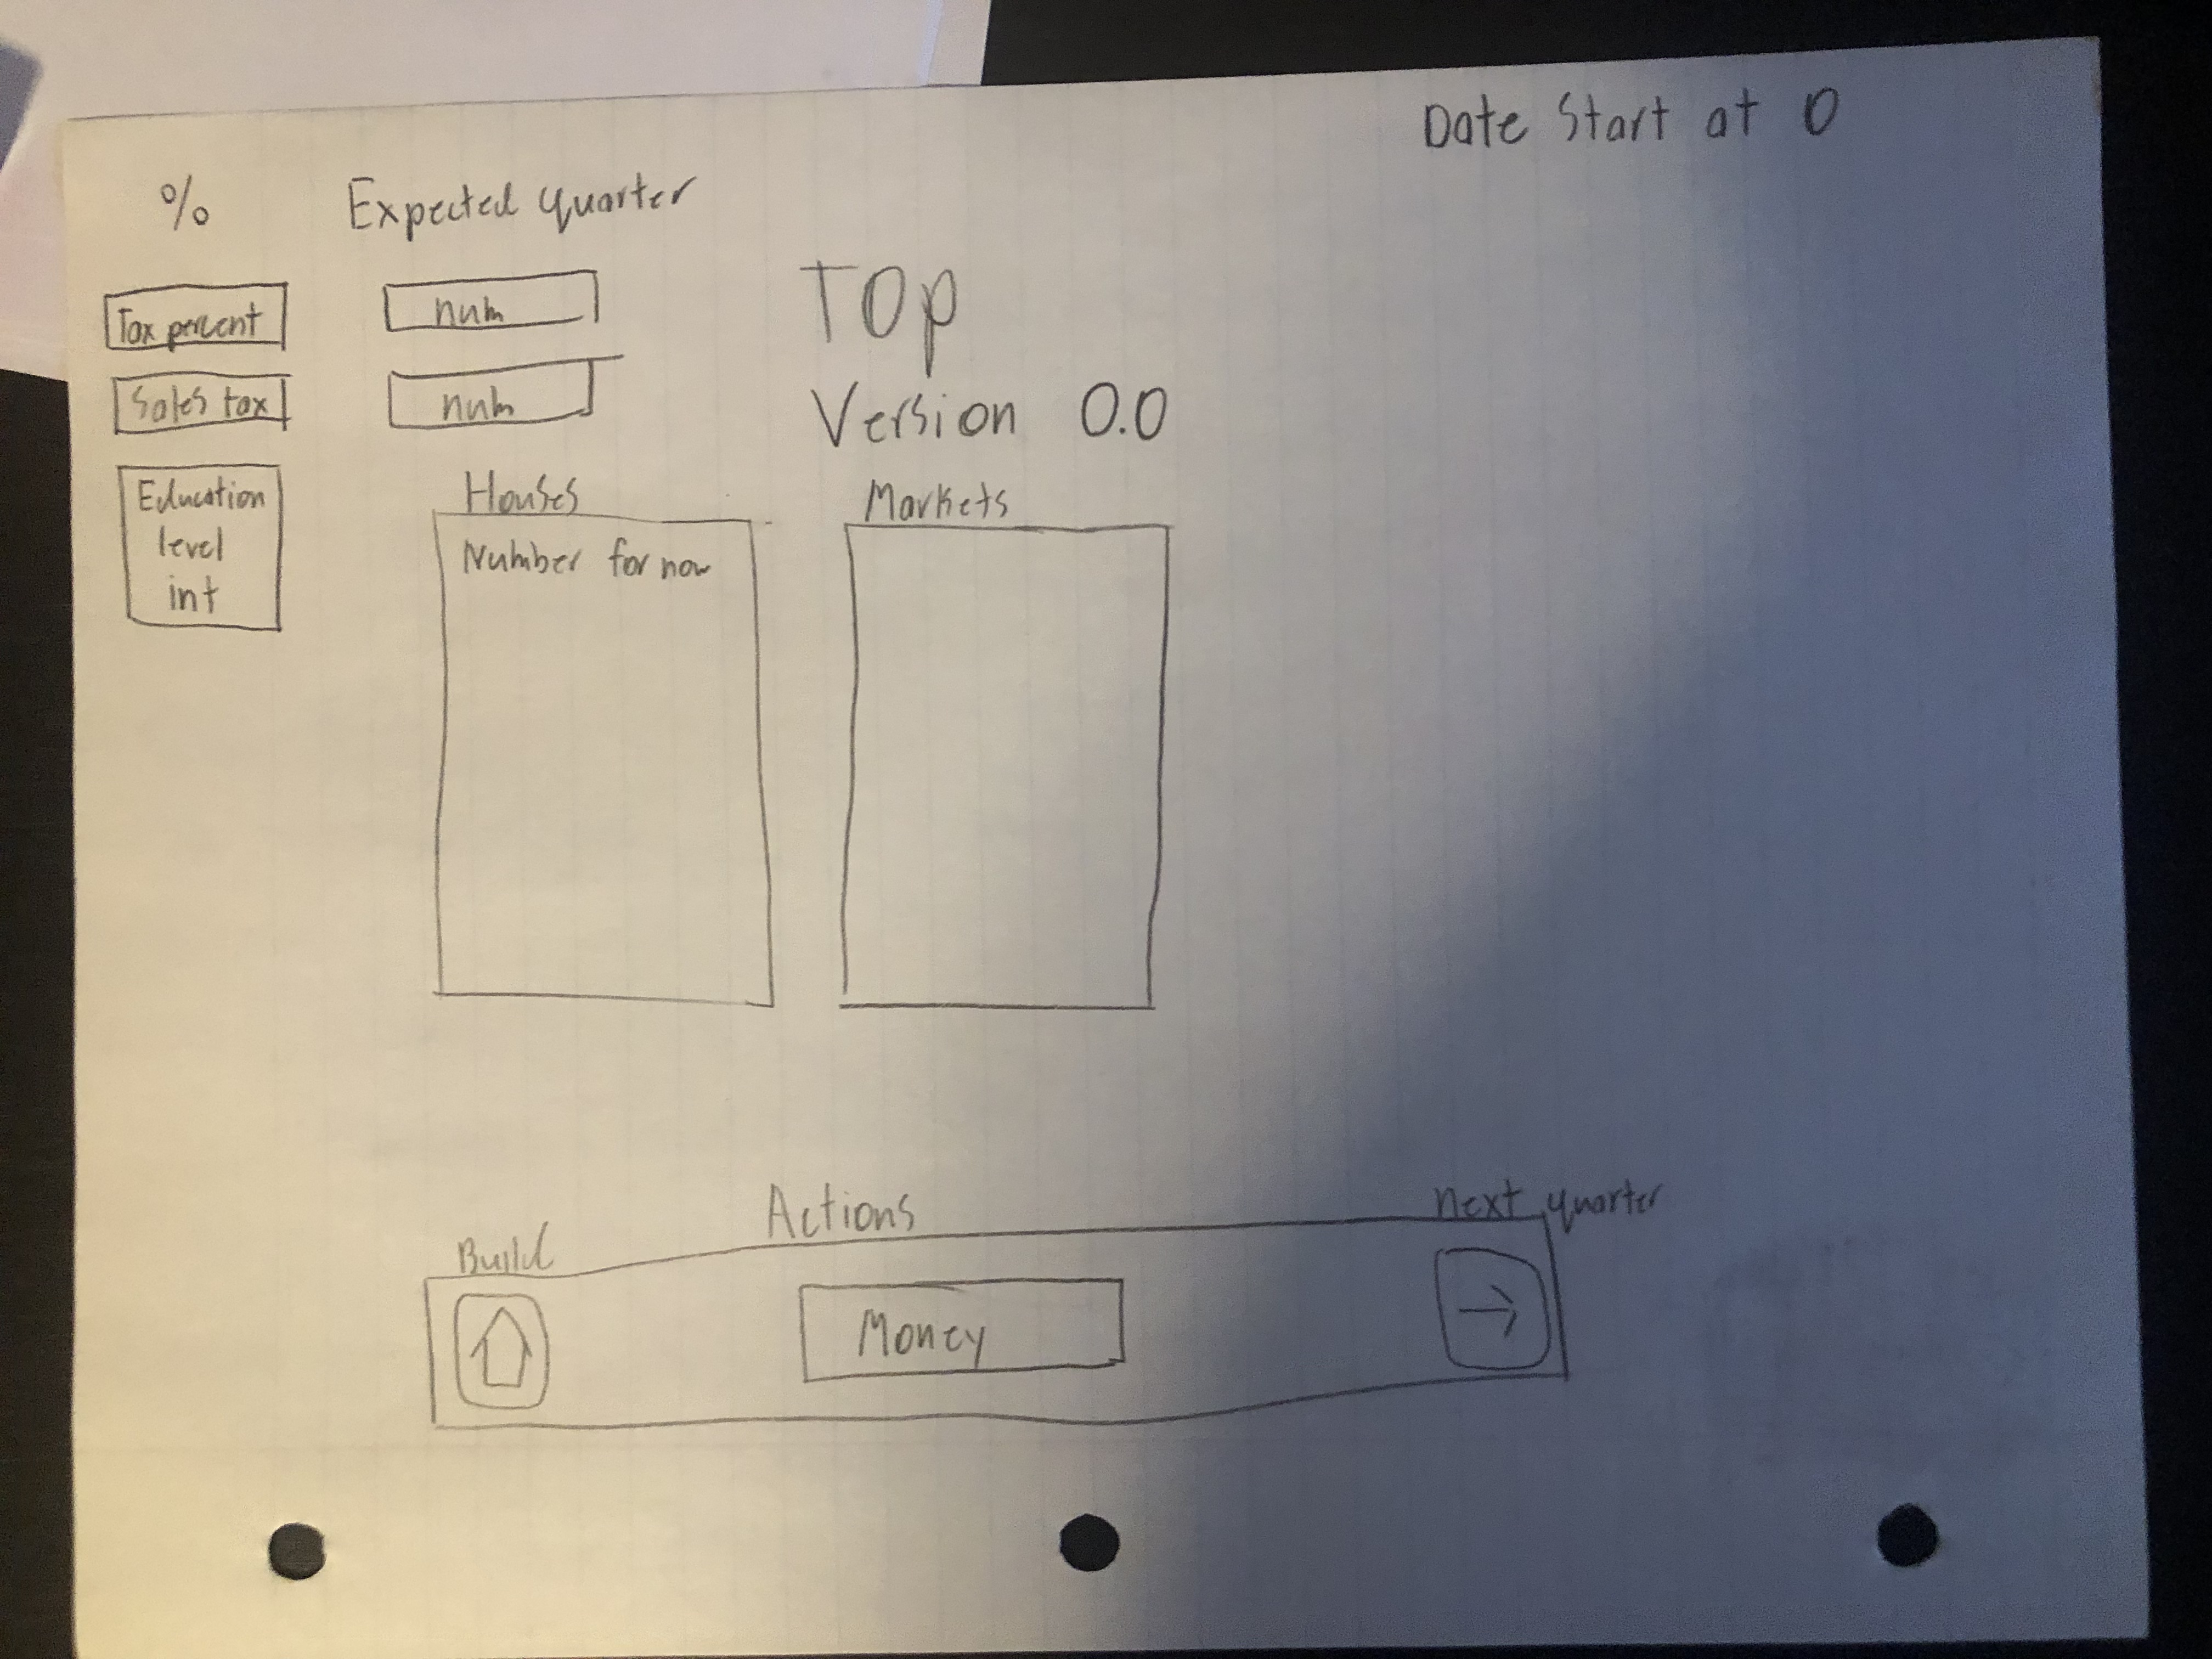 Date Start at 0
% Expected quarter
Tax percent num TOp
Sales tax num Version 0.0
Education
level
int
Houses Markets
Number for now
Build Actions next quarter
Money